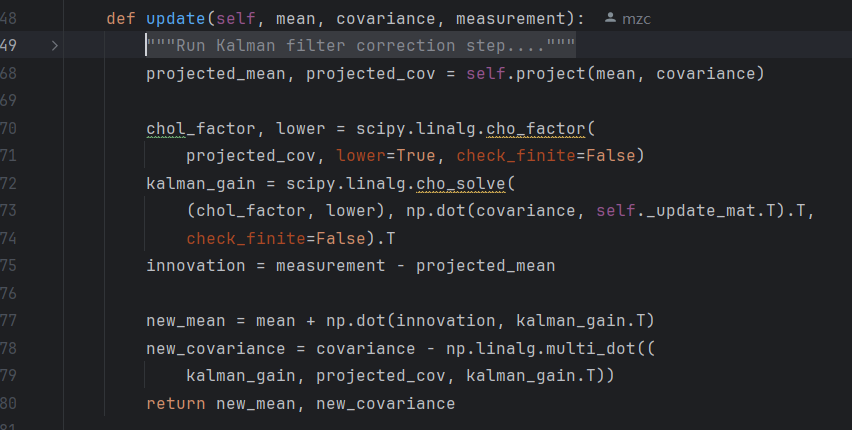 48 def update(self, mean, covariance, measurement): mzc
49 """Run Kalman filter correction step...."""
68 projected_mean, projected_cov = self.project(mean, covariance)
69
70 chol_factor, lower = scipy.linalg.cho_factor(
71 projected_cov, lower=True, check_finite=False)
72 kalman_gain = scipy.linalg.cho_solve(
73 (chol_factor, lower), np.dot(covariance, self._update_mat.T).T,
74 check_finite=False).T
75 innovation = measurement - projected_mean
76
77 new_mean = mean + np.dot(innovation, kalman_gain.T)
78 new_covariance = covariance - np.linalg.multi_dot((
79 kalman_gain, projected_cov, kalman_gain.T))
80 return new_mean, new_covariance
81